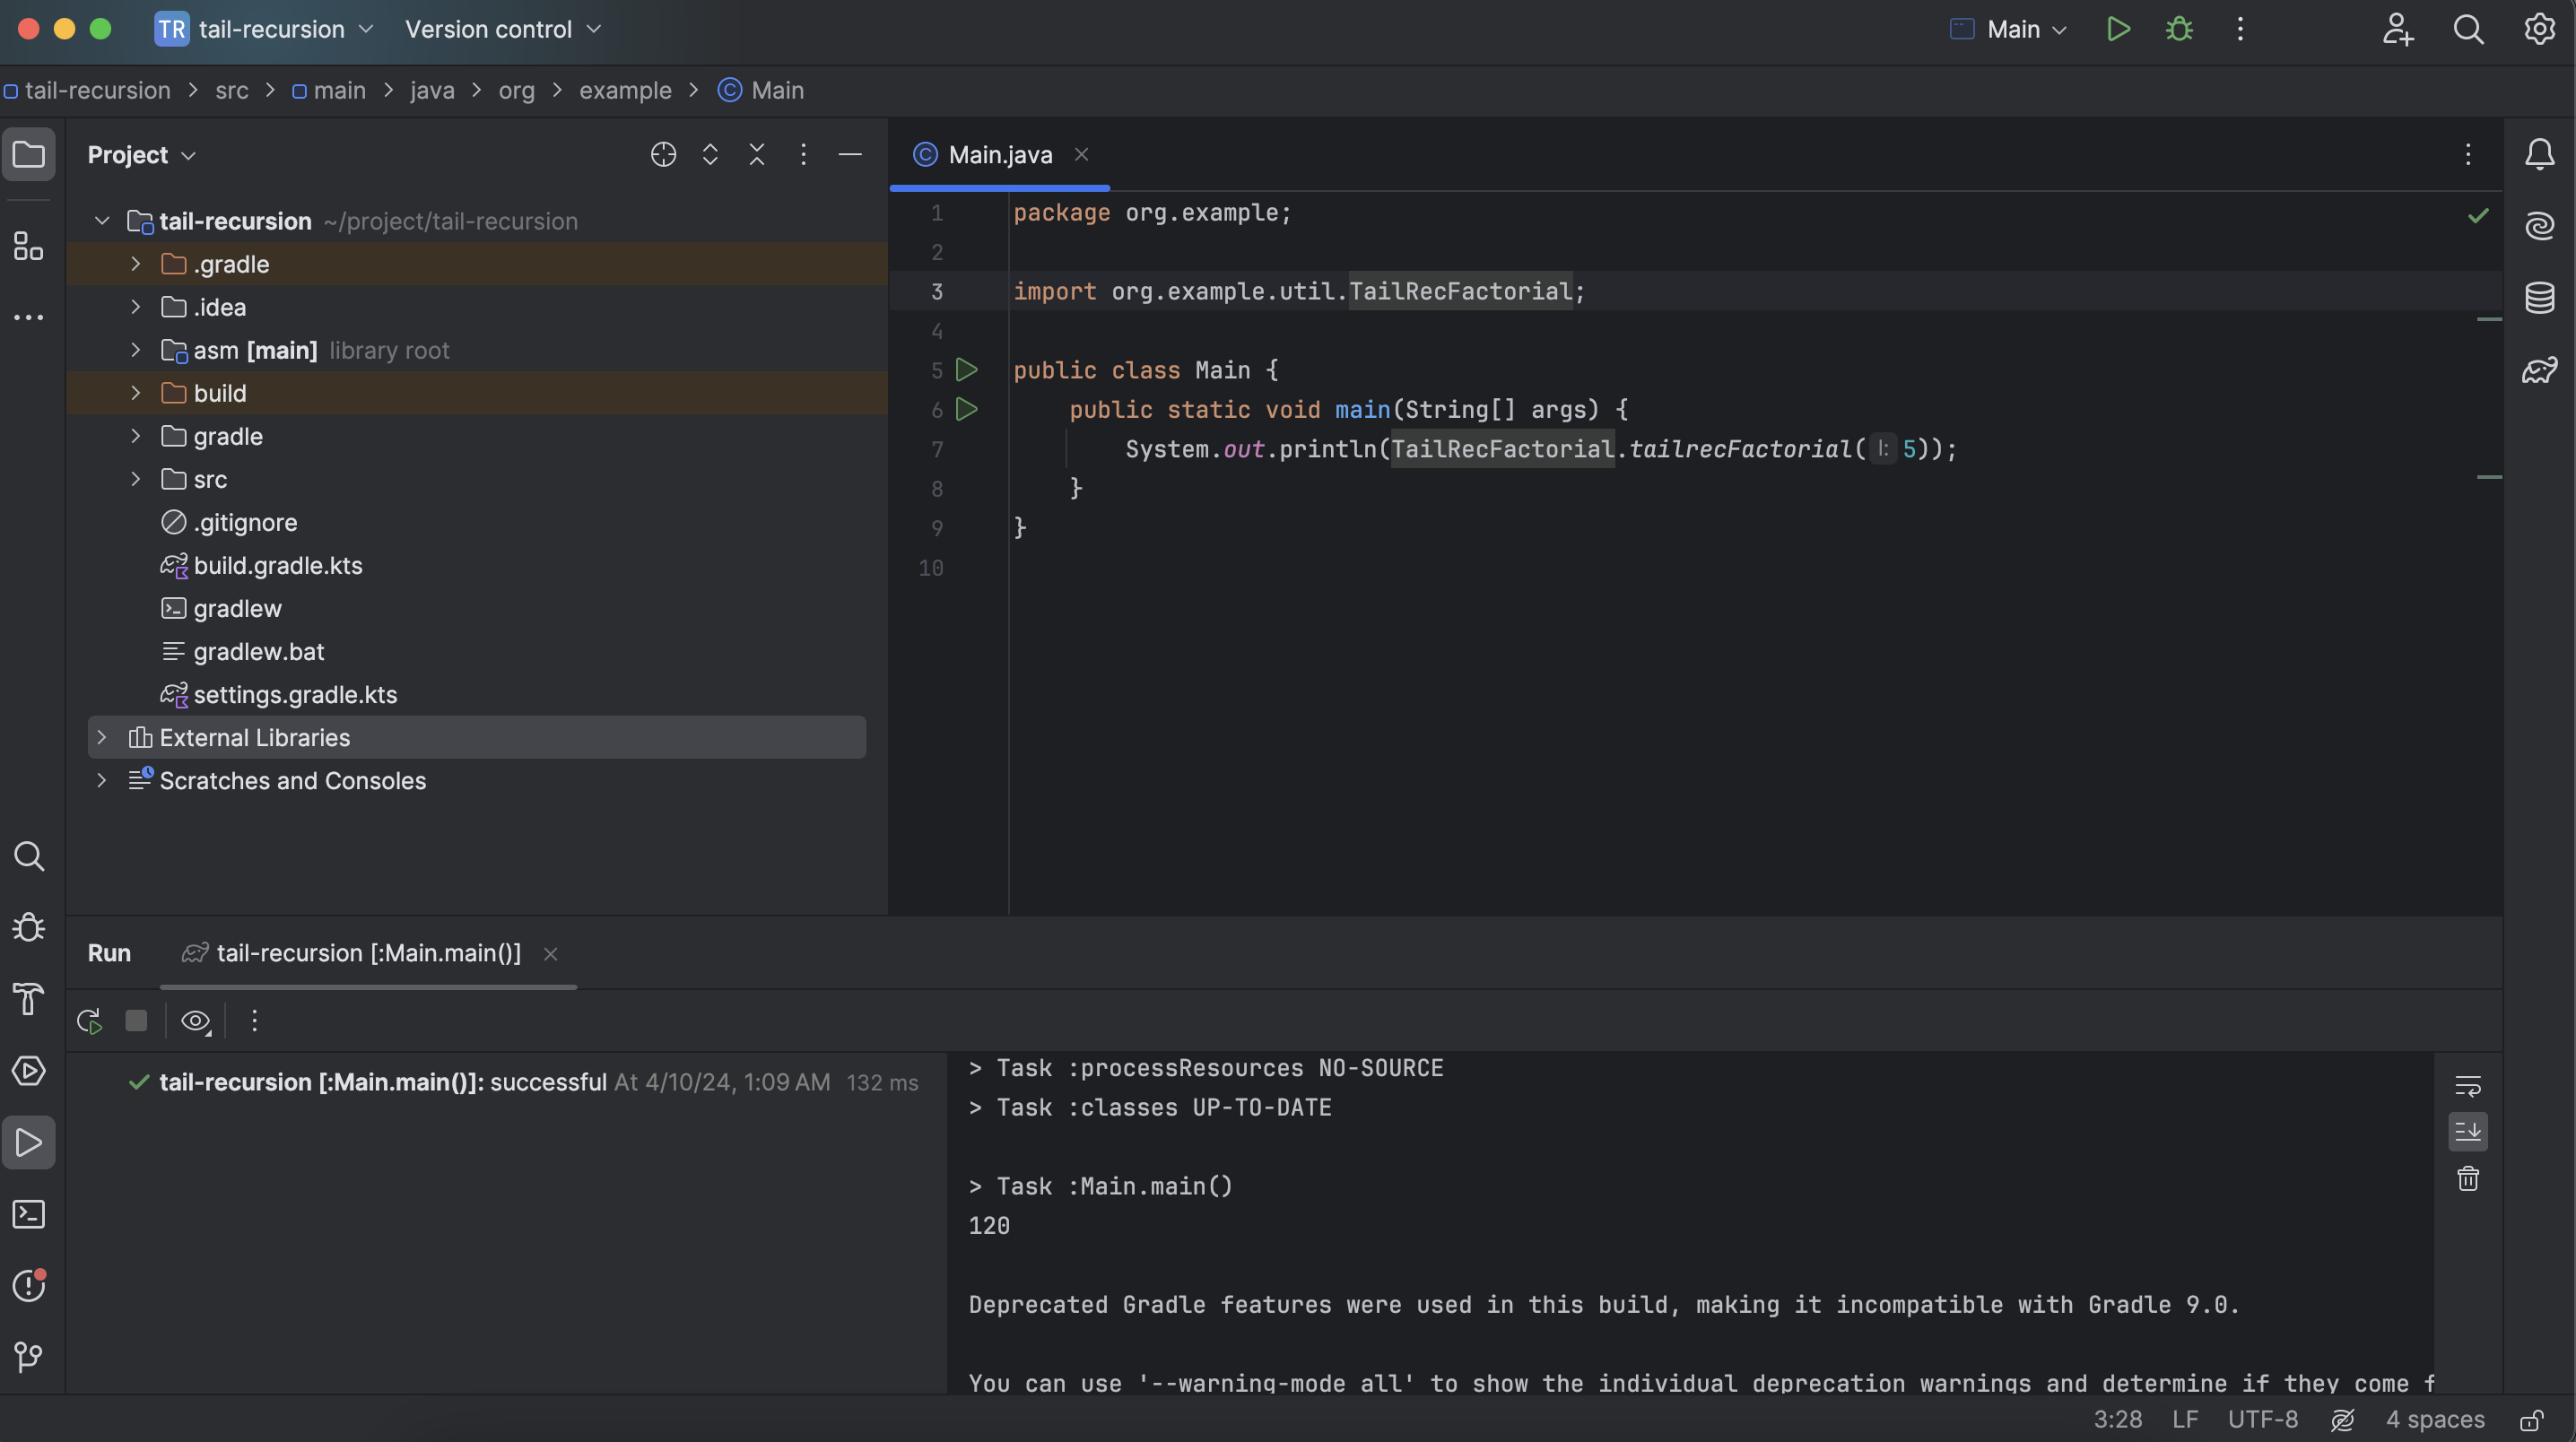 TR tail-recursion Version control Main
tail-recursion > src > main > java > org > example > Main
Project
Main.java
tail-recursion ~/project/tail-recursion
.gradle
.idea
asm [main] library root
build
gradle
src
.gitignore
build.gradle.kts
gradlew
gradlew.bat
settings.gradle.kts
External Libraries
Scratches and Consoles
1 package org.example;
2
3 import org.example.util.TailRecFactorial;
4
5 public class Main {
6 public static void main(String[] args) {
7 System.out.println(TailRecFactorial.tailrecFactorial( l: 5));
8 }
9 }
10
Run tail-recursion [:Main.main()]
tail-recursion [:Main.main()]: successful At 4/10/24, 1:09 AM 132 ms
> Task :processResources NO-SOURCE
> Task :classes UP-TO-DATE
> Task :Main.main()
120
Deprecated Gradle features were used in this build, making it incompatible with Gradle 9.0.
You can use '--warning-mode all' to show the individual deprecation warnings and determine if they come f
3:28 LF UTF-8 4 spaces